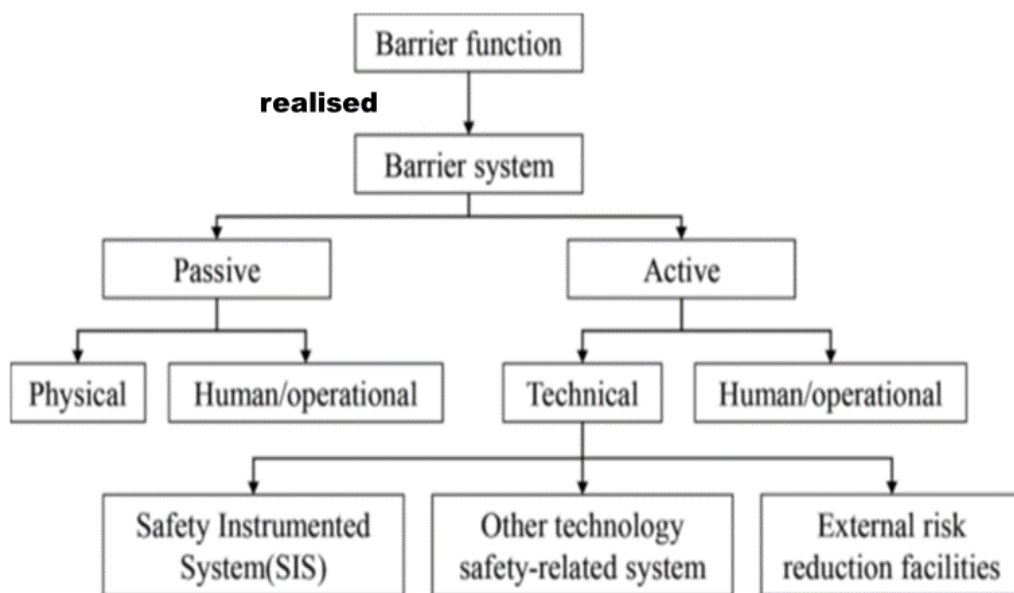 Barrier function
realised
Barrier system
Passive
Active
Physical
Human/operational
Technical
Human/operational
Safety Instrumented
System(SIS)
Other technology
safety-related system
External risk
reduction facilities